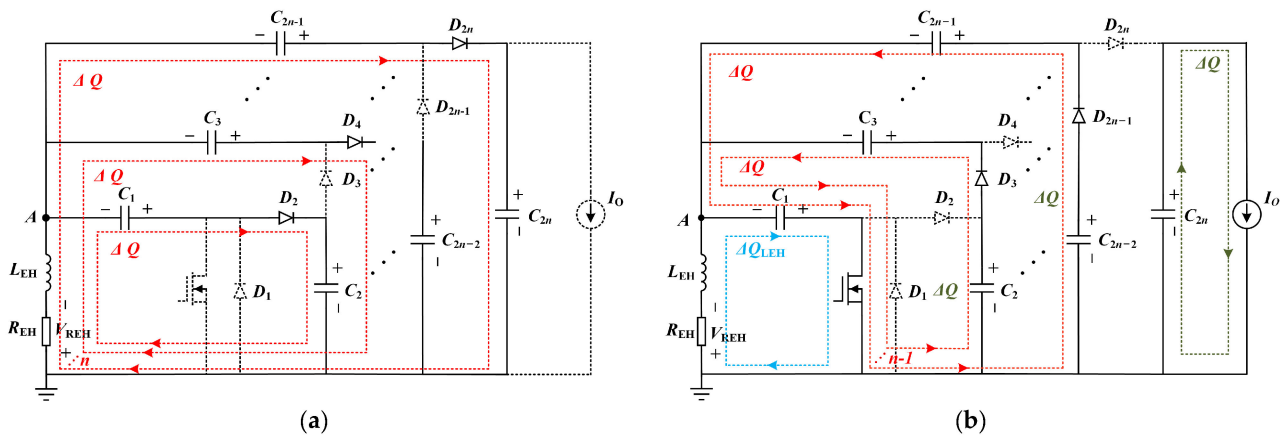 C2n-1
D2n
ΔQ
C3
D4
D2n-1
ΔQ
C1
D2
D3
A
ΔQ
C2n-2
C2n
IO
LEH
D1
C2
REH
VREH
n
(a)
C2n−1
D2n
ΔQ
ΔQ
C3
D4
D2n−1
ΔQ
D3
ΔQ
C1
D2
A
ΔQLEH
C2n−2
C2n
IO
LEH
D1
ΔQ
C2
REH
VREH
n-1
(b)